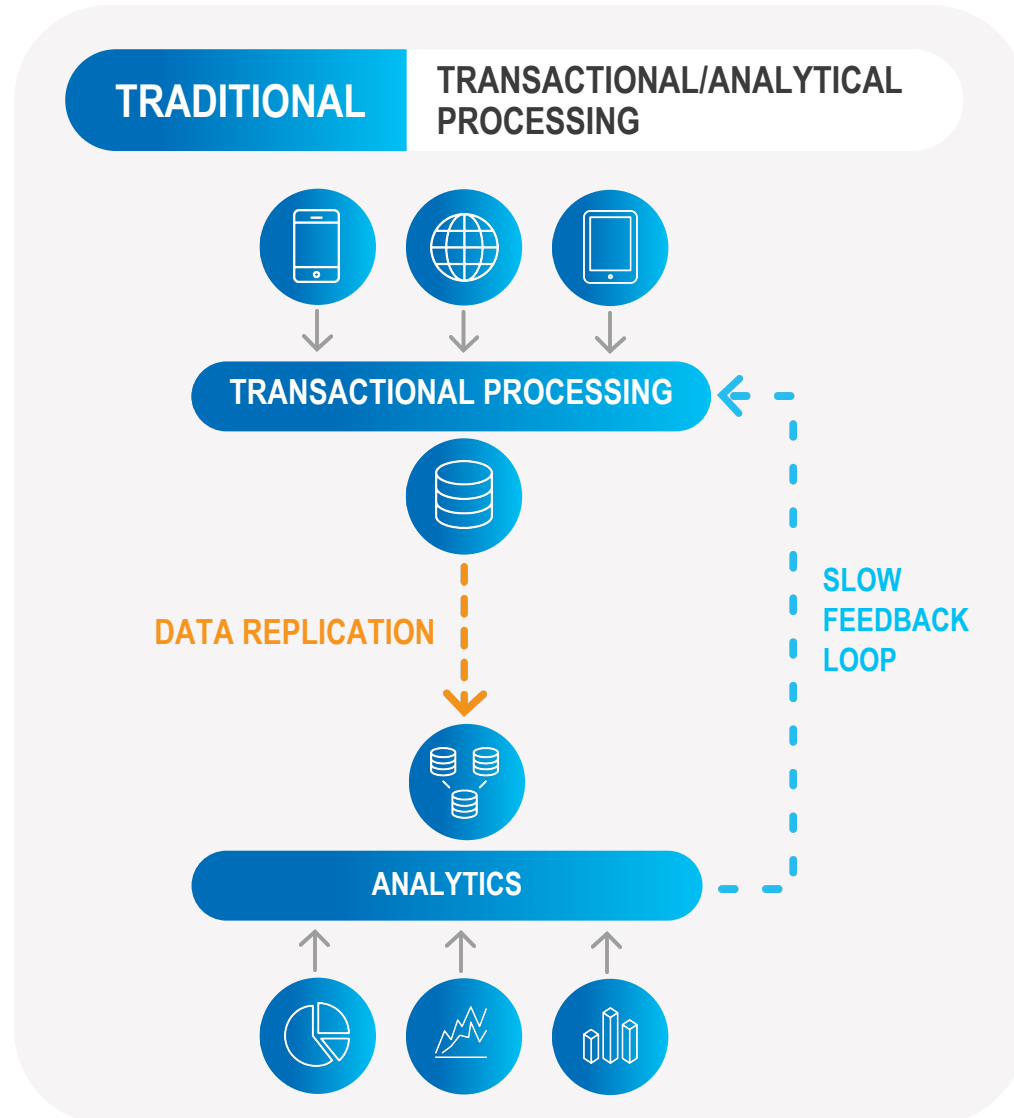 TRADITIONAL
TRANSACTIONAL/ANALYTICAL
PROCESSING
TRANSACTIONAL PROCESSING
DATA REPLICATION
SLOW
FEEDBACK
LOOP
ANALYTICS